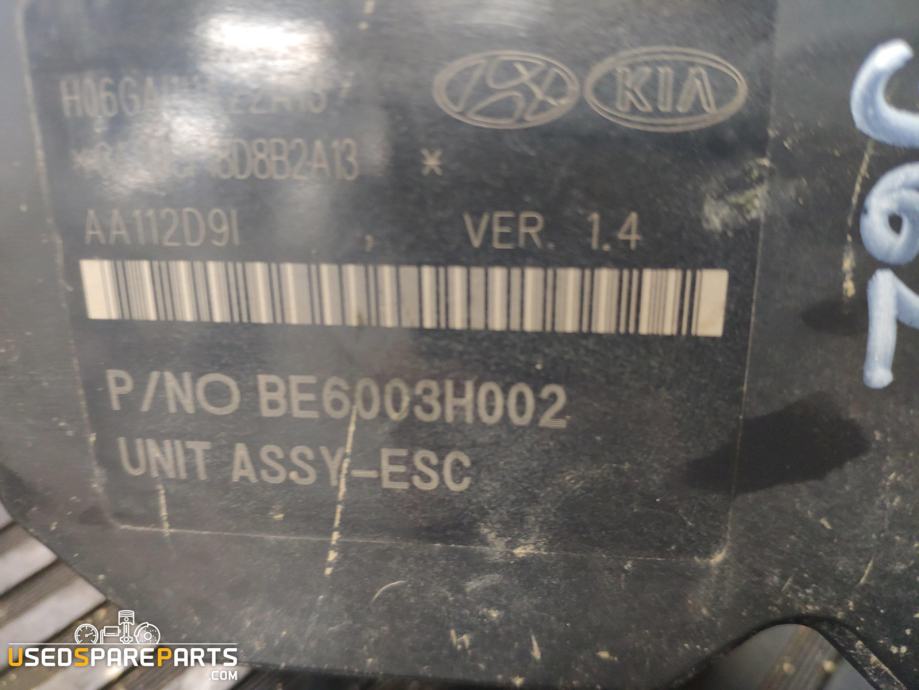 KIA
AA112D9I , VER. 1.4
P/NO BE6003H002
UNIT ASSY-ESC
USEDSPAREPARTS
.COM